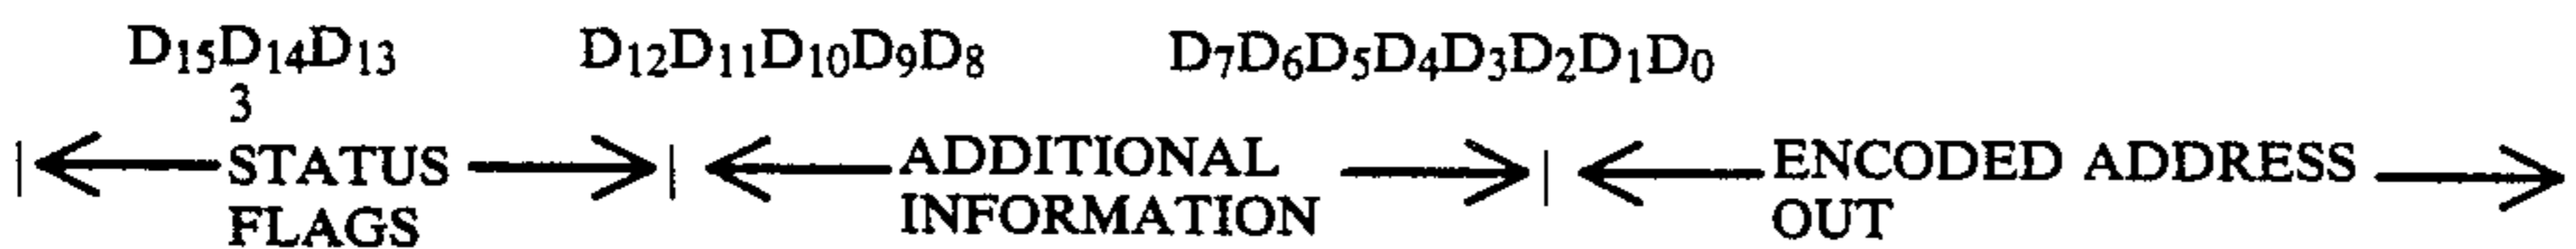 D₁₅D₁₄D₁₃ D₁₂D₁₁D₁₀D₉D₈ D₇D₆D₅D₄D₃D₂D₁D₀
3
STATUS ADDITIONAL ENCODED ADDRESS
FLAGS INFORMATION OUT